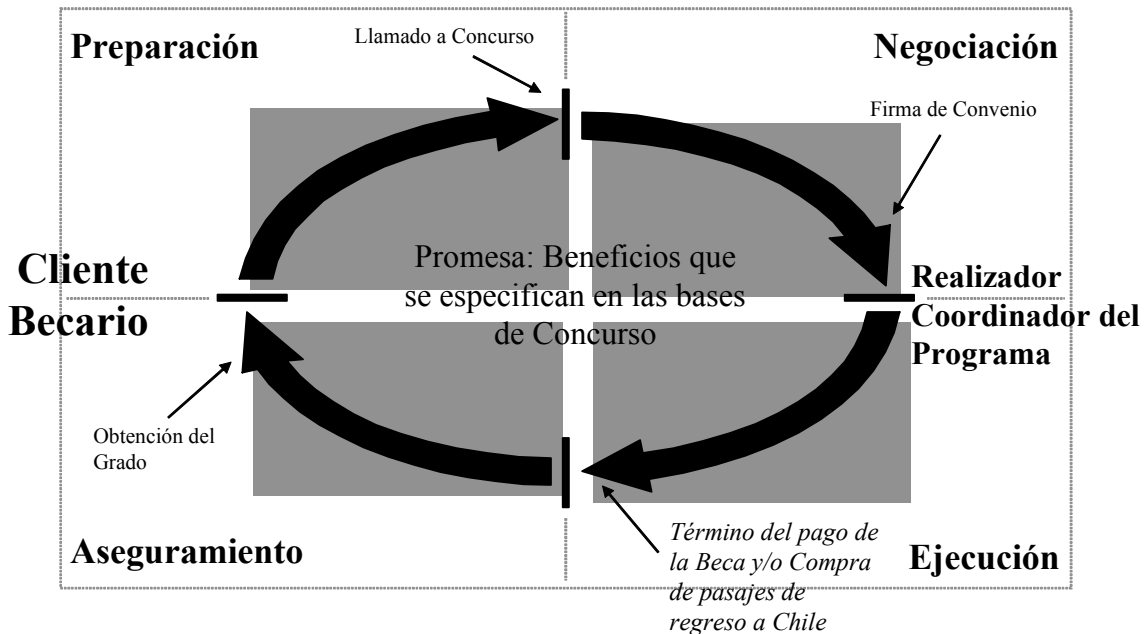 Preparación
Llamado a Concurso
Negociación
Firma de Convenio
Cliente
Becario
Promesa: Beneficios que
se especifican en las bases
de Concurso
Realizador
Coordinador del
Programa
Obtención del
Grado
Aseguramiento
Término del pago de
la Beca y/o Compra
de pasajes de
regreso a Chile
Ejecución